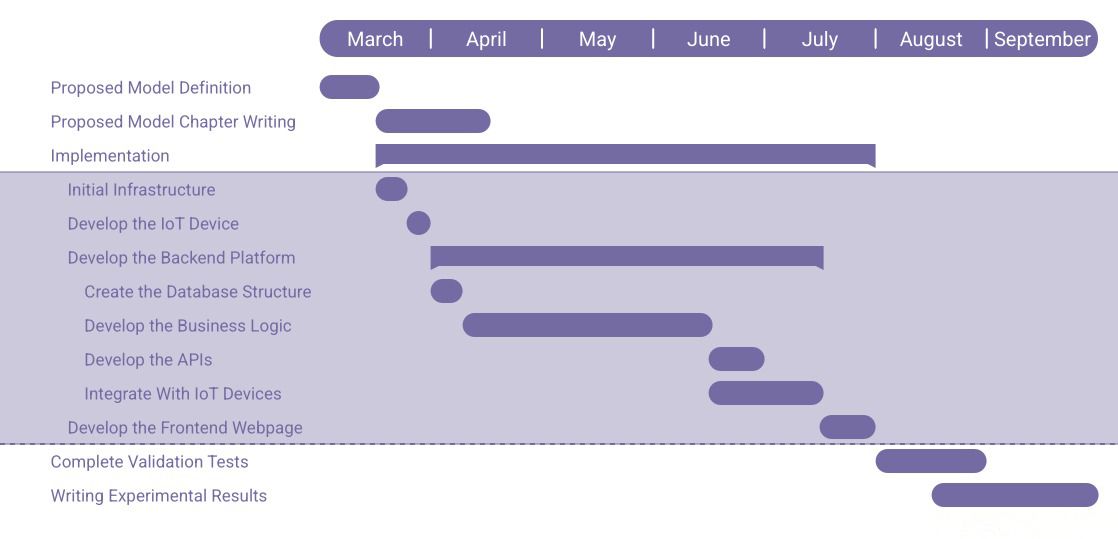 March April May June July August September
Proposed Model Definition
Proposed Model Chapter Writing
Implementation
Initial Infrastructure
Develop the IoT Device
Develop the Backend Platform
Create the Database Structure
Develop the Business Logic
Develop the APIs
Integrate With IoT Devices
Develop the Frontend Webpage
Complete Validation Tests
Writing Experimental Results